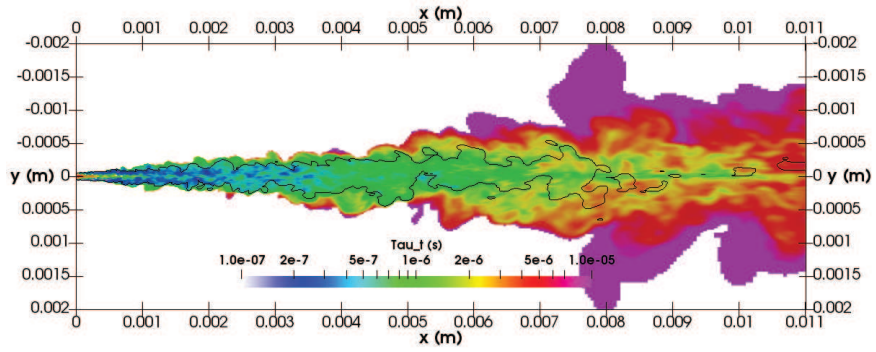 x (m)
0 0.001 0.002 0.003 0.004 0.005 0.006 0.007 0.008 0.009 0.01 0.011
-0.002 -0.002
-0.0015 -0.0015
-0.001 -0.001
-0.0005 -0.0005
y (m) 0 0 y (m)
0.0005 0.0005
0.001 0.001
Tau_t (s)
1.0e-07 2e-7 5e-7 1e-6 2e-6 5e-6 1.0e-05
0.0015 0.0015
0.002 0.002
0 0.001 0.002 0.003 0.004 0.005 0.006 0.007 0.008 0.009 0.01 0.011
x (m)